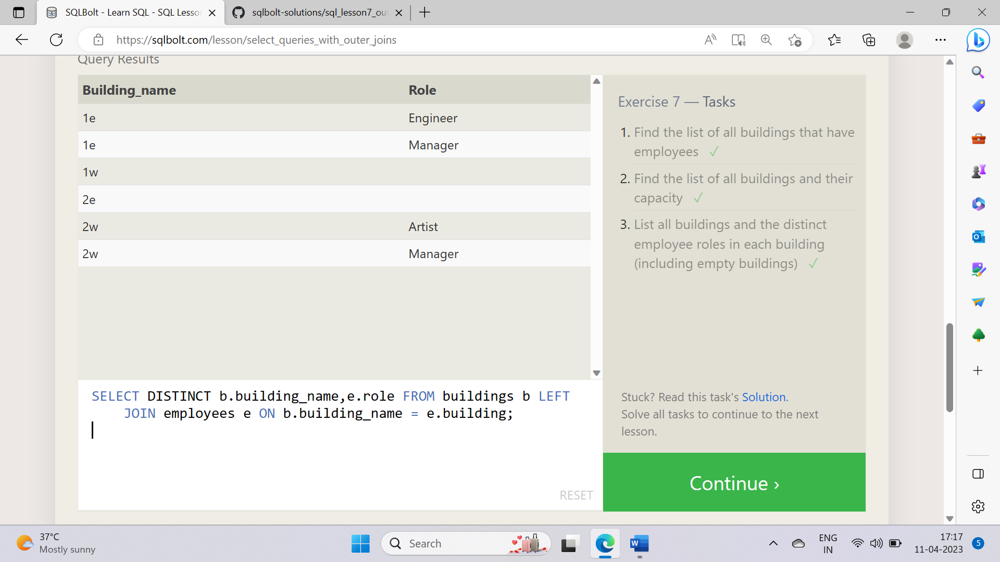 SQLBolt - Learn SQL - SQL Lesso
sqlbolt-solutions/sql_lesson7_ou
https://sqlbolt.com/lesson/select_queries_with_outer_joins
Query Results
Building_name Role
1e Engineer
1e Manager
1w
2e
2w Artist
2w Manager
Exercise 7 — Tasks
1. Find the list of all buildings that have
employees ✓
2. Find the list of all buildings and their
capacity ✓
3. List all buildings and the distinct
employee roles in each building
(including empty buildings) ✓
SELECT DISTINCT b.building_name,e.role FROM buildings b LEFT
JOIN employees e ON b.building_name = e.building;
RESET
Stuck? Read this task's Solution.
Solve all tasks to continue to the next
lesson.
Continue ›
37°C
Mostly sunny
Search
ENG
IN
17:17
11-04-2023
5